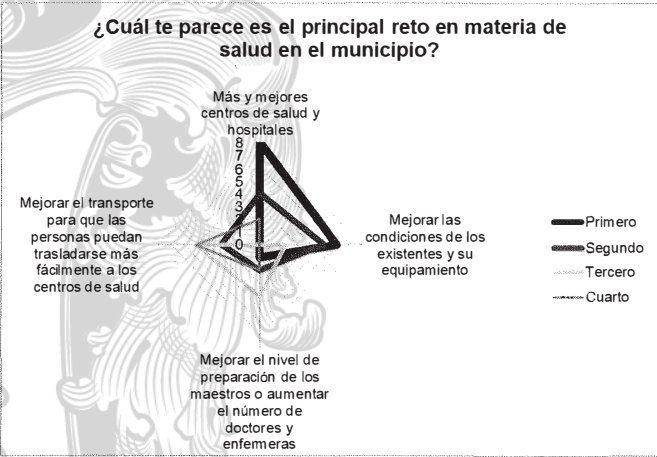 ¿Cuál te parece es el principal reto en materia de
salud en el municipio?
Más y mejores
centros de salud y
hospitales
8
7
6
5
4
3
2
0
Mejorar el transporte
para que las
personas puedan
trasladarse más
fácilmente a los
centros de salud
Mejorar las
condiciones de los
existentes y su
equipamiento
Primero
Segundo
Tercero
Cuarto
Mejorar el nivel de
preparación de los
maestros o aumentar
el número de
doctores y
enfemeras